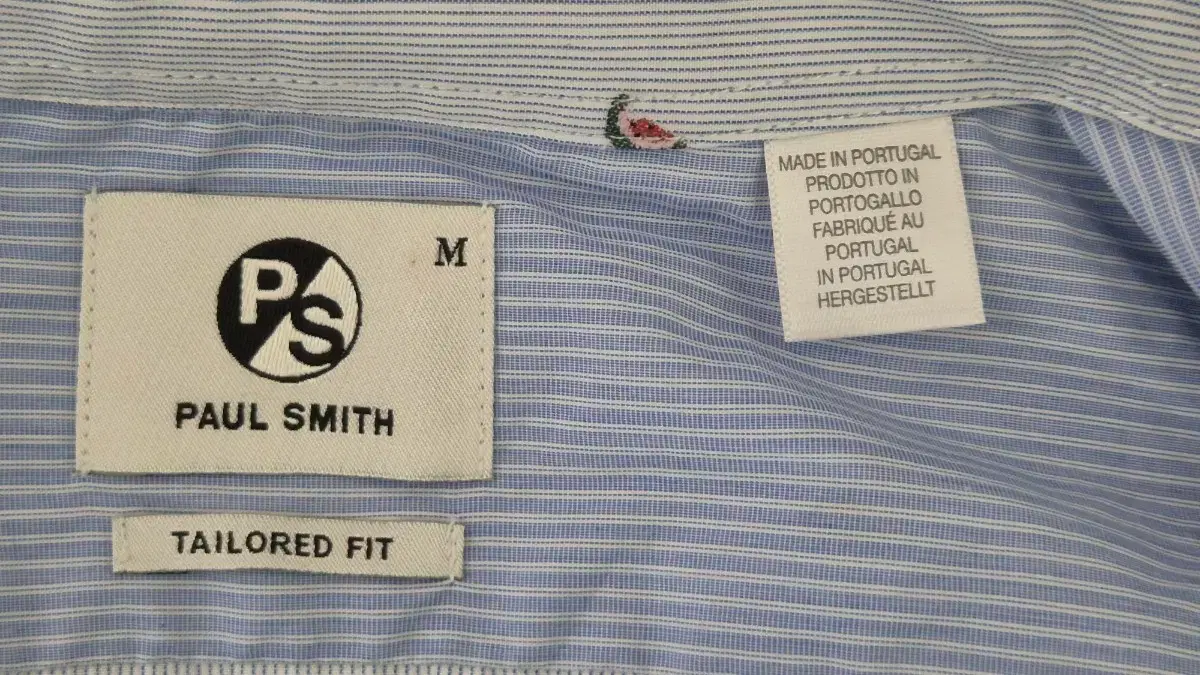 M
PS
PAUL SMITH
TAILORED FIT
MADE IN PORTUGAL
PRODOTTO IN
PORTOGALLO
FABRIQUÉ AU
PORTUGAL
IN PORTUGAL
HERGESTELLT